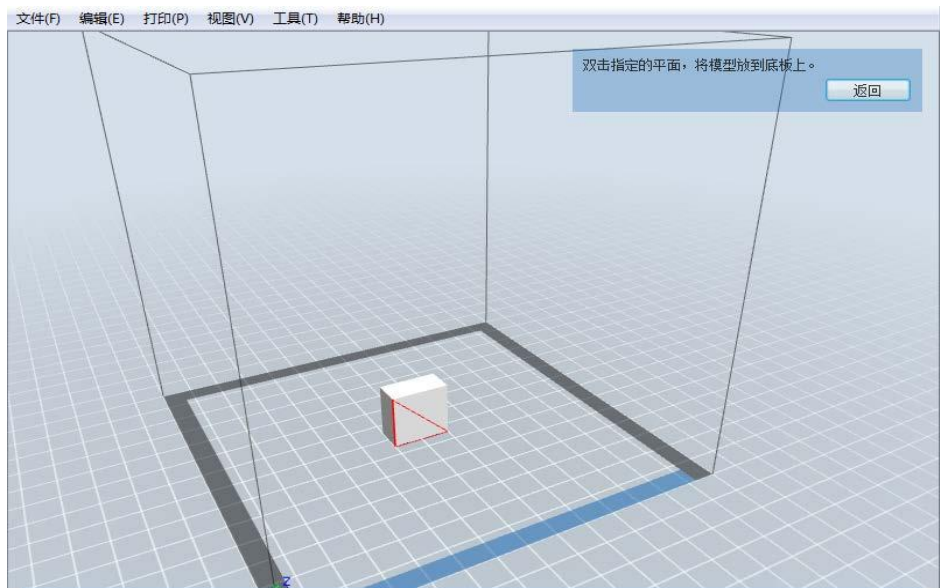 文件(F) 编辑(E) 打印(P) 视图(V) 工具(T) 帮助(H)
双击指定的平面，将模型放到底板上。
返回
Z